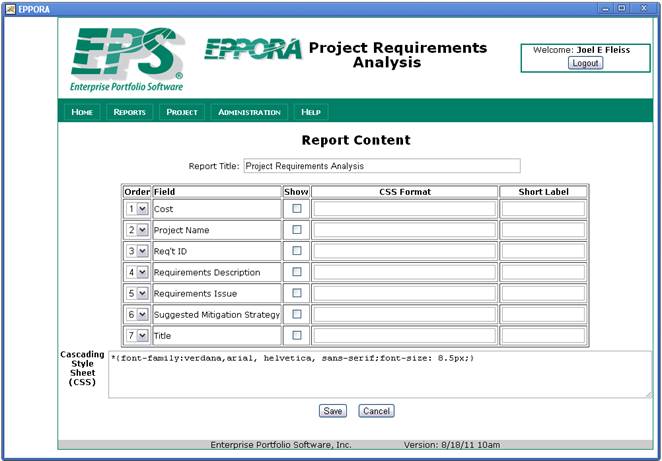 EPPORA
EPS®
Enterprise Portfolio Software
EPPORA Project Requirements
Analysis
Welcome: Joel E Fleiss
Logout
Home Reports Project Administration Help
Report Content
Report Title: Project Requirements Analysis
Order Field Show CSS Format Short Label
1 Cost
2 Project Name
3 Req't ID
4 Requirements Description
5 Requirements Issue
6 Suggested Mitigation Strategy
7 Title
Cascading
Style
Sheet
(CSS)
*{font-family:verdana,arial, helvetica, sans-serif;font-size: 8.5px;}
Save Cancel
Enterprise Portfolio Software, Inc. Version: 8/18/11 10am